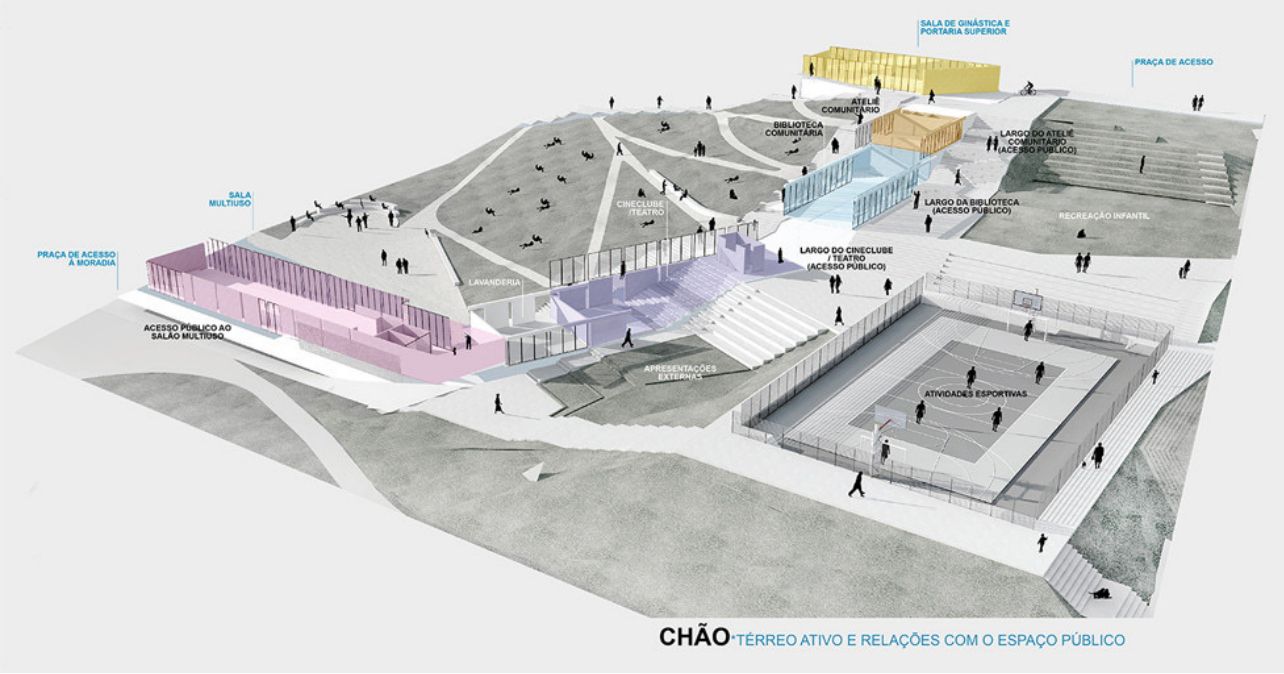 SALA DE GINÁSTICA E
PORTARIA SUPERIOR
PRAÇA DE ACESSO
ATELIÊ
COMUNITÁRIO
BIBLIOTECA
COMUNITÁRIA
LARGO DO ATELIÊ
COMUNITÁRIO
(ACESSO PÚBLICO)
SALA
MULTIUSO
CINECLUBE
/TEATRO
LARGO DA BIBLIOTECA
(ACESSO PÚBLICO)
RECREAÇÃO INFANTIL
PRAÇA DE ACESSO
À MORADIA
LARGO DO CINECLUBE
/ TEATRO
(ACESSO PÚBLICO)
LAVANDERIA
ACESSO PÚBLICO AO
SALÃO MULTIUSO
APRESENTAÇÕES
EXTERNAS
ATIVIDADES ESPORTIVAS
CHÃO*TÉRREO ATIVO E RELAÇÕES COM O ESPAÇO PÚBLICO